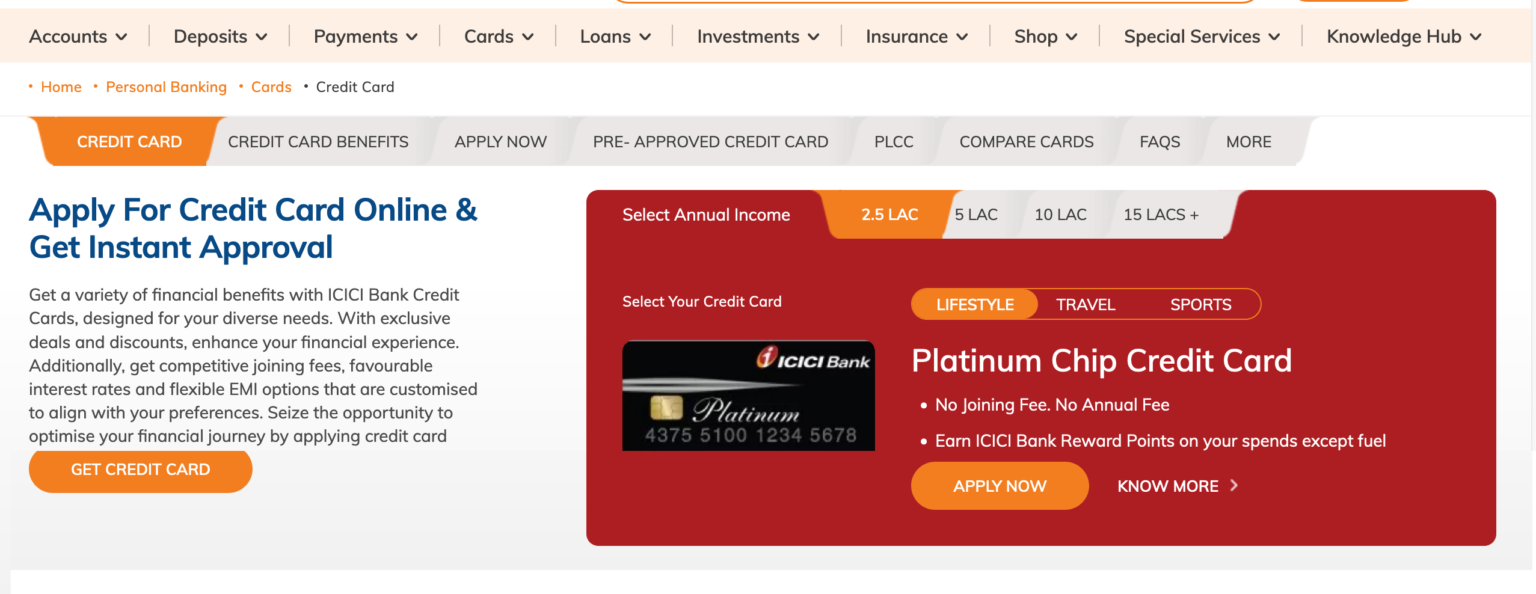 Accounts Deposits Payments Cards Loans Investments Insurance Shop Special Services Knowledge Hub
• Home • Personal Banking • Cards • Credit Card
CREDIT CARD CREDIT CARD BENEFITS APPLY NOW PRE- APPROVED CREDIT CARD PLCC COMPARE CARDS FAQS MORE
Apply For Credit Card Online &
Get Instant Approval
Get a variety of financial benefits with ICICI Bank Credit
Cards, designed for your diverse needs. With exclusive
deals and discounts, enhance your financial experience.
Additionally, get competitive joining fees, favourable
interest rates and flexible EMI options that are customised
to align with your preferences. Seize the opportunity to
optimise your financial journey by applying credit card
GET CREDIT CARD
Select Annual Income 2.5 LAC 5 LAC 10 LAC 15 LACS +
Select Your Credit Card
ICICI Bank
Platinum
4375 5100 1234 5678
LIFESTYLE TRAVEL SPORTS
Platinum Chip Credit Card
• No Joining Fee. No Annual Fee
• Earn ICICI Bank Reward Points on your spends except fuel
APPLY NOW KNOW MORE